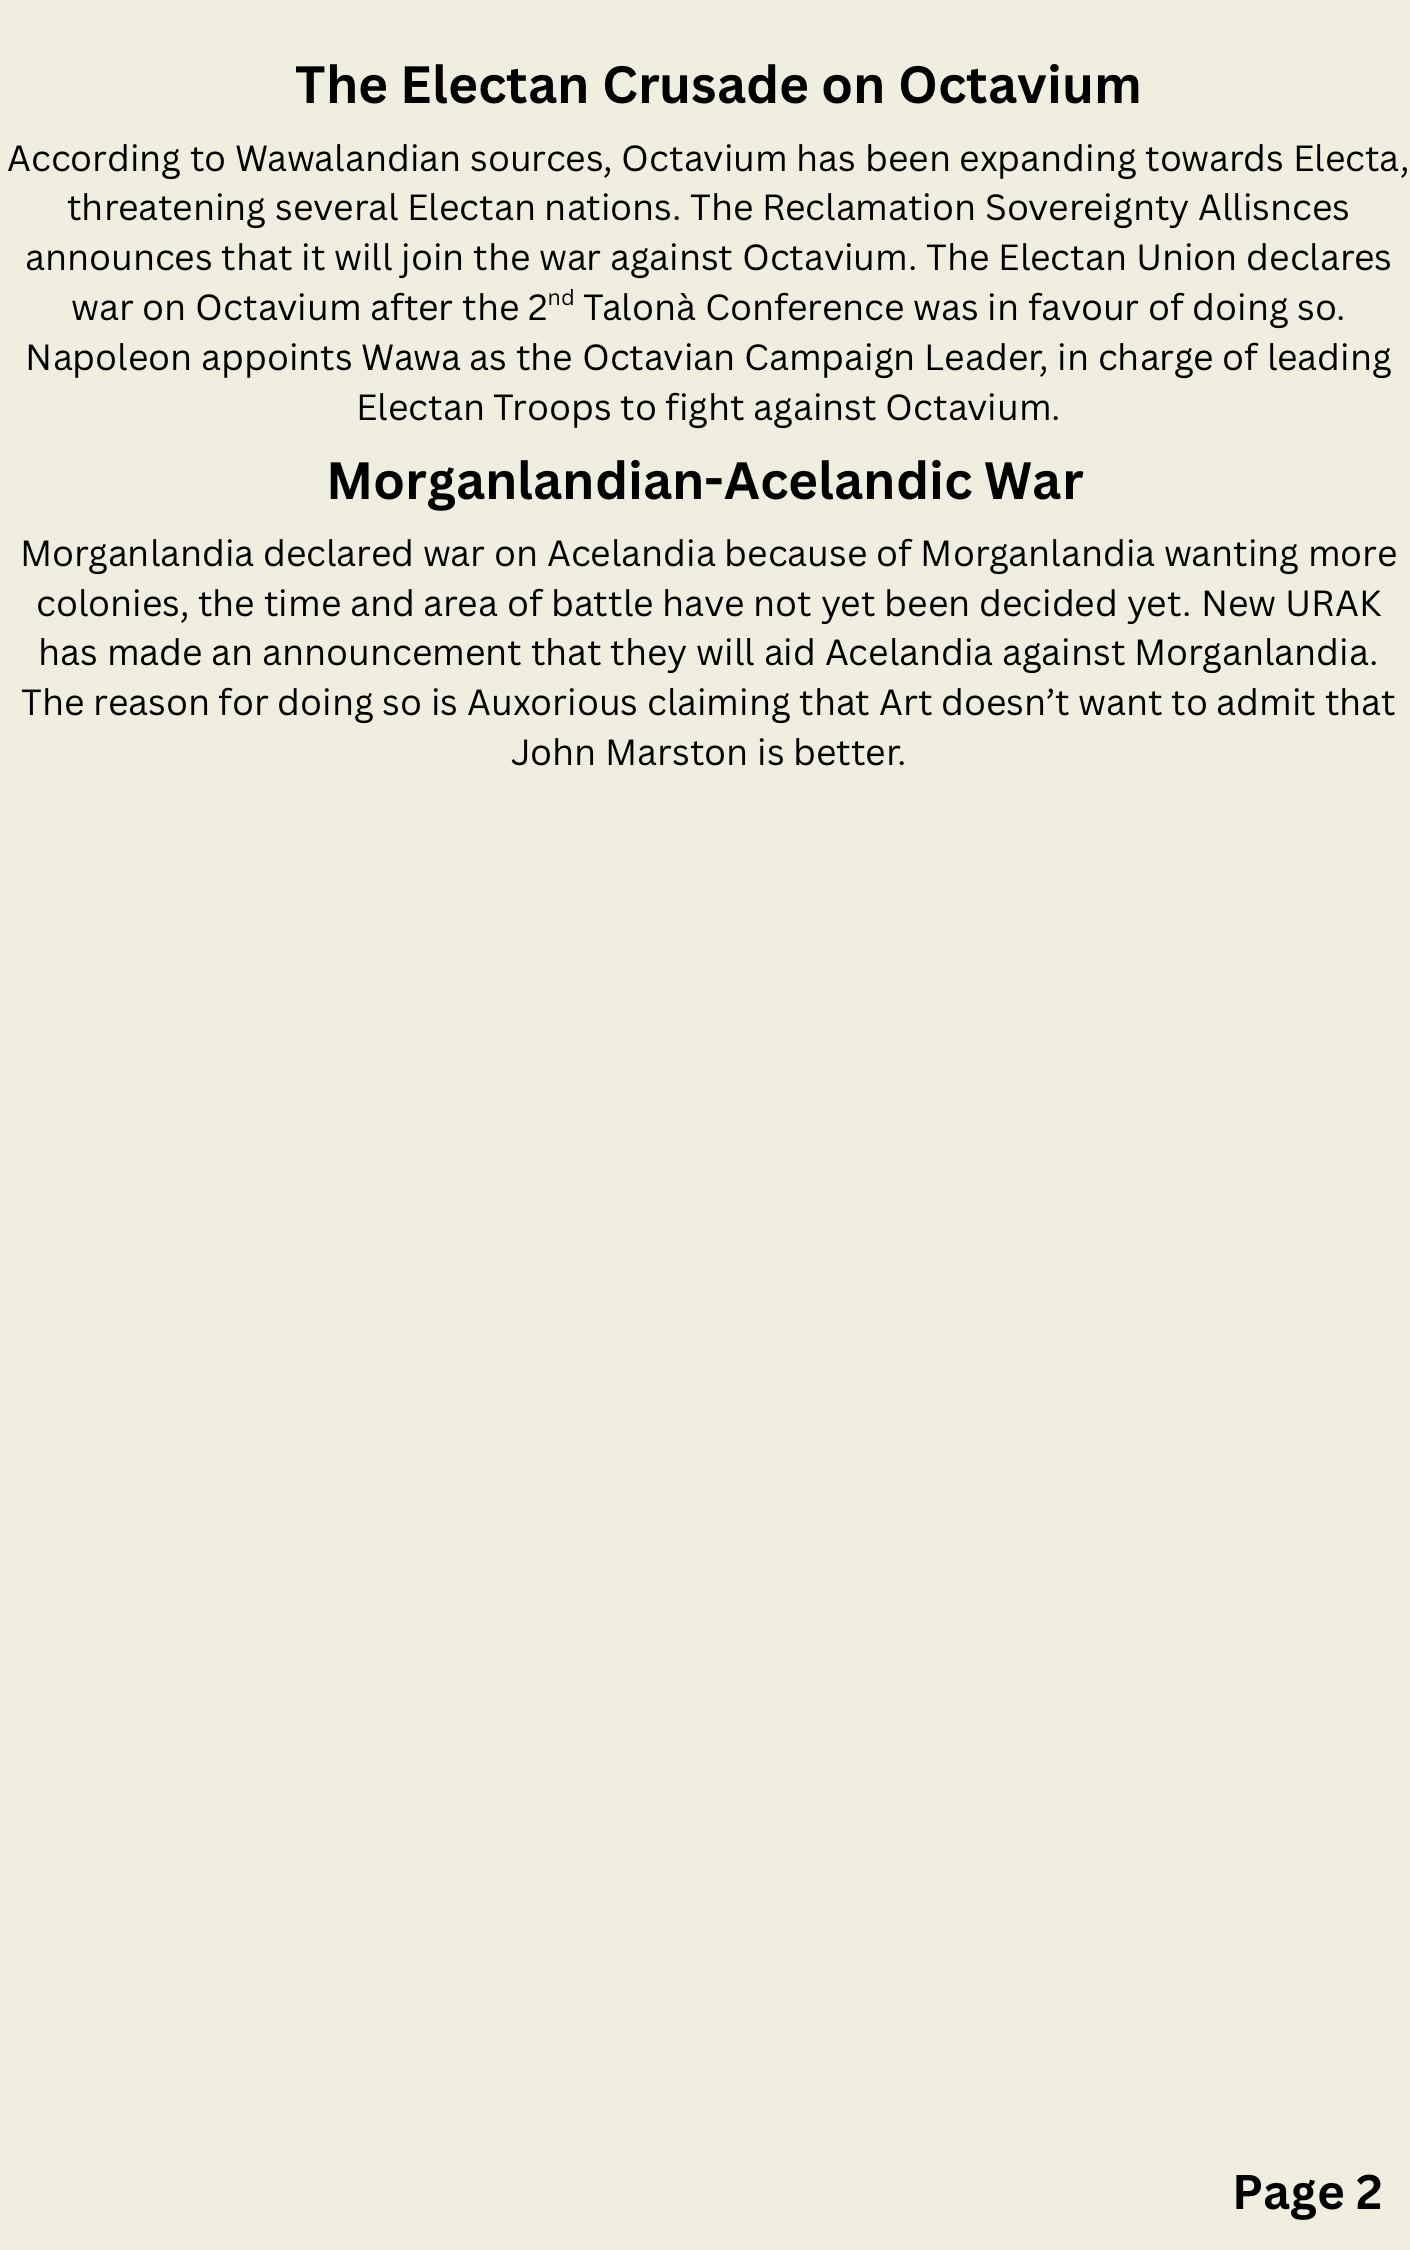 The Electan Crusade on Octavium
According to Wawalandian sources, Octavium has been expanding towards Electa,
threatening several Electan nations. The Reclamation Sovereignty Allisnces
announces that it will join the war against Octavium. The Electan Union declares
war on Octavium after the 2nd Talonà Conference was in favour of doing so.
Napoleon appoints Wawa as the Octavian Campaign Leader, in charge of leading
Electan Troops to fight against Octavium.
Morganlandian-Acelandic War
Morganlandia declared war on Acelandia because of Morganlandia wanting more
colonies, the time and area of battle have not yet been decided yet. New URAK
has made an announcement that they will aid Acelandia against Morganlandia.
The reason for doing so is Auxorious claiming that Art doesn’t want to admit that
John Marston is better.
Page 2